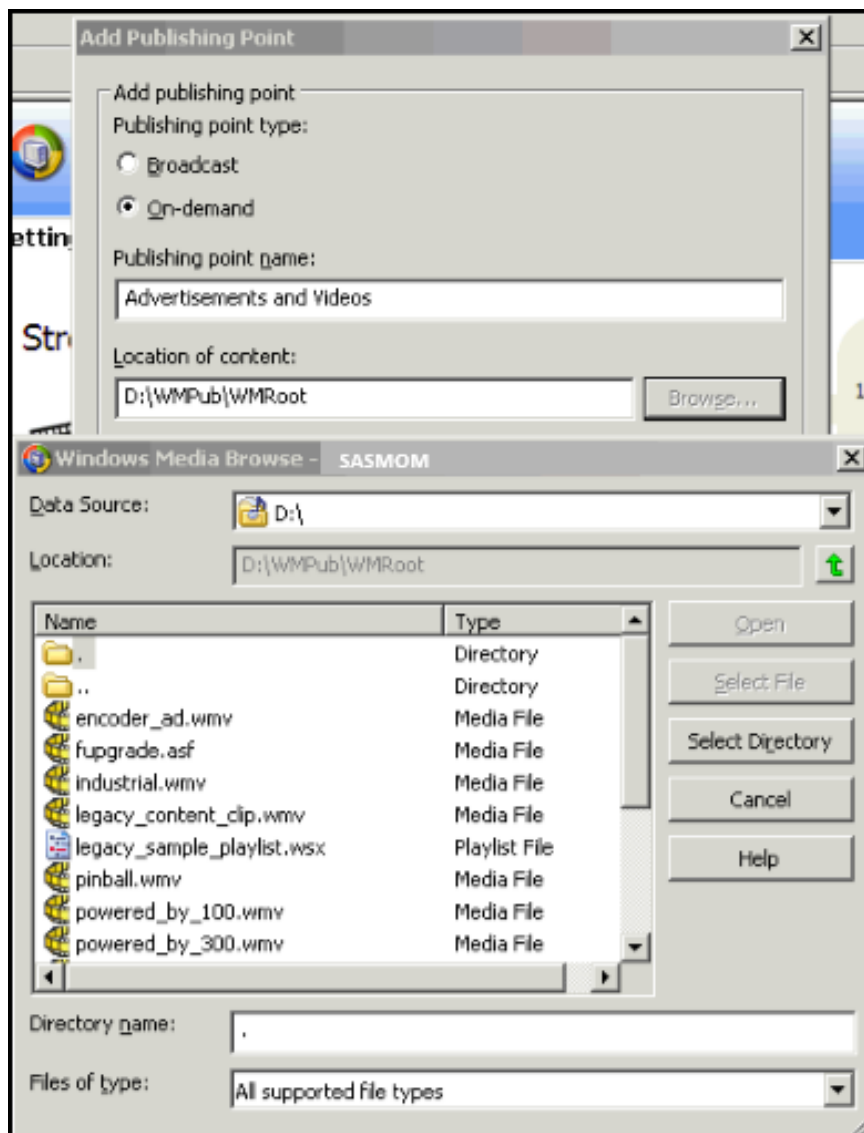 Add Publishing Point
Add publishing point
Publishing point type:
Broadcast
On-demand
ettin
Publishing point name:
Advertisements and Videos
Str
Location of content:
D:\WMPub\WMRoot
Browse...
1
Windows Media Browse - SASMOM
Data Source:
D:\
Location:
D:\WMPub\WMRoot
Name Type
. Directory
.. Directory
encoder_ad.wmv Media File
fupgrade.asf Media File
industrial.wmv Media File
legacy_content_clip.wmv Media File
legacy_sample_playlist.wsx Playlist File
pinball.wmv Media File
powered_by_100.wmv Media File
powered_by_300.wmv Media File
Open
Select File
Select Directory
Cancel
Help
Directory name:
.
Files of type:
All supported file types